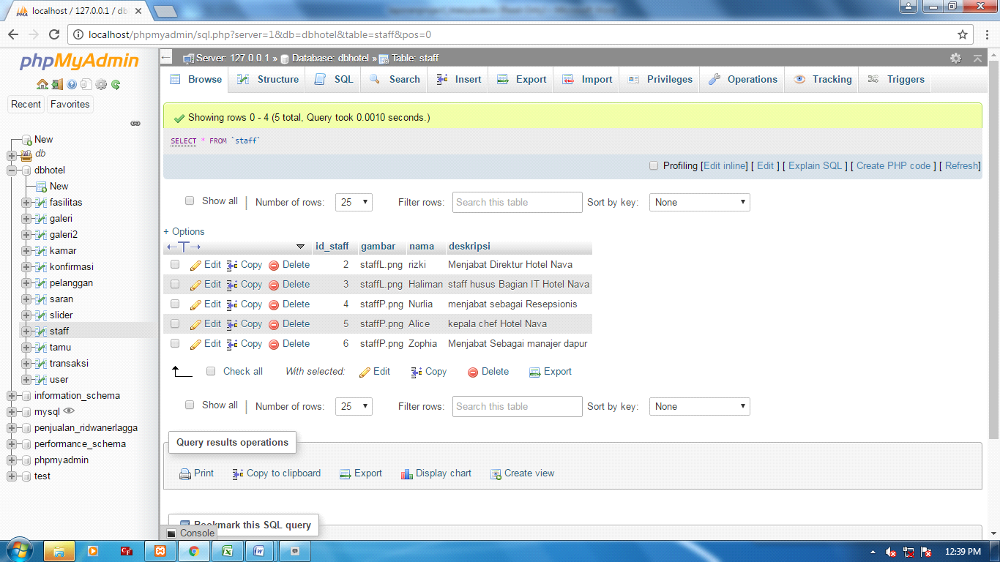 localhost / 127.0.0.1 / db
localhost/phpmyadmin/sql.php?server=1&db=dbhotel&table=staff&pos=0
phpMyAdmin
Recent Favorites
New
db
dbhotel
New
fasilitas
galeri
galeri2
kamar
konfirmasi
pelanggan
saran
slider
staff
tamu
transaksi
user
information_schema
mysql
penjualan_ridwanerlagga
performance_schema
phpmyadmin
test
Server: 127.0.0.1 » Database: dbhotel » Table: staff
Browse Structure SQL Search Insert Export Import Privileges Operations Tracking Triggers
Showing rows 0 - 4 (5 total, Query took 0.0010 seconds.)
SELECT * FROM `staff`
Profiling [Edit inline] [ Edit ] [ Explain SQL ] [ Create PHP code ] [ Refresh]
Show all | Number of rows: 25 Filter rows: Search this table Sort by key: None
+ Options
←T→ id_staff gambar nama deskripsi
Edit Copy Delete 2 staffL.png rizki Menjabat Direktur Hotel Nava
Edit Copy Delete 3 staffL.png Haliman staff husus Bagian IT Hotel Nava
Edit Copy Delete 4 staffP.png Nurlia menjabat sebagai Resepsionis
Edit Copy Delete 5 staffP.png Alice kepala chef Hotel Nava
Edit Copy Delete 6 staffP.png Zophia Menjabat Sebagai manajer dapur
Check all With selected: Edit Copy Delete Export
Show all | Number of rows: 25 Filter rows: Search this table Sort by key: None
Query results operations
Print Copy to clipboard Export Display chart Create view
Bookmark this SQL query
Console
12:39 PM